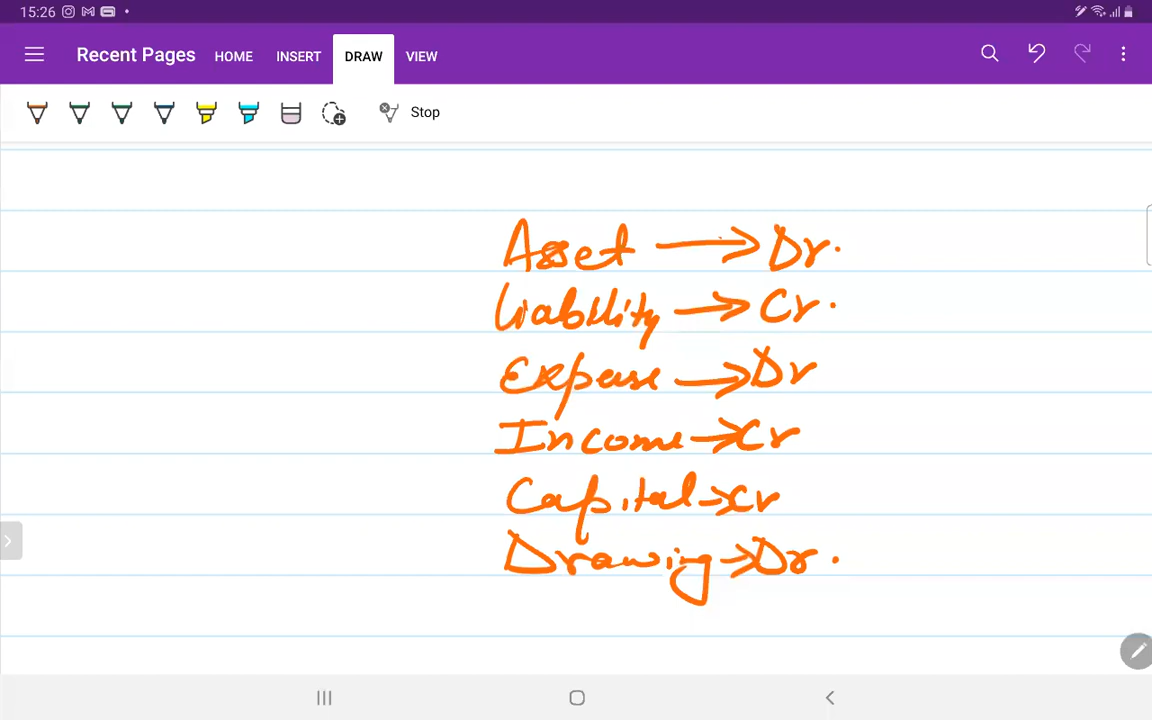 15:26
Recent Pages HOME INSERT DRAW VIEW
Stop
Asset → Dr.
Liability → Cr.
Expense → Dr
Income → Cr
Capital → Cr
Drawing → Dr.